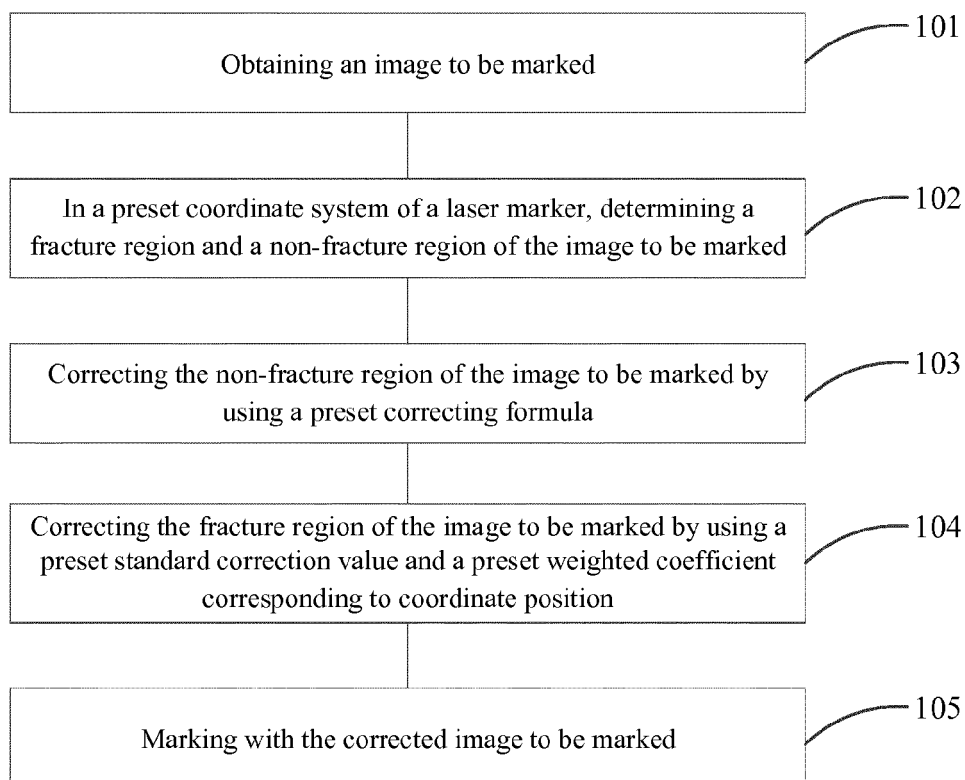 101
Obtaining an image to be marked
102
In a preset coordinate system of a laser marker, determining a
fracture region and a non-fracture region of the image to be marked
103
Correcting the non-fracture region of the image to be marked by
using a preset correcting formula
104
Correcting the fracture region of the image to be marked by using a
preset standard correction value and a preset weighted coefficient
corresponding to coordinate position
105
Marking with the corrected image to be marked